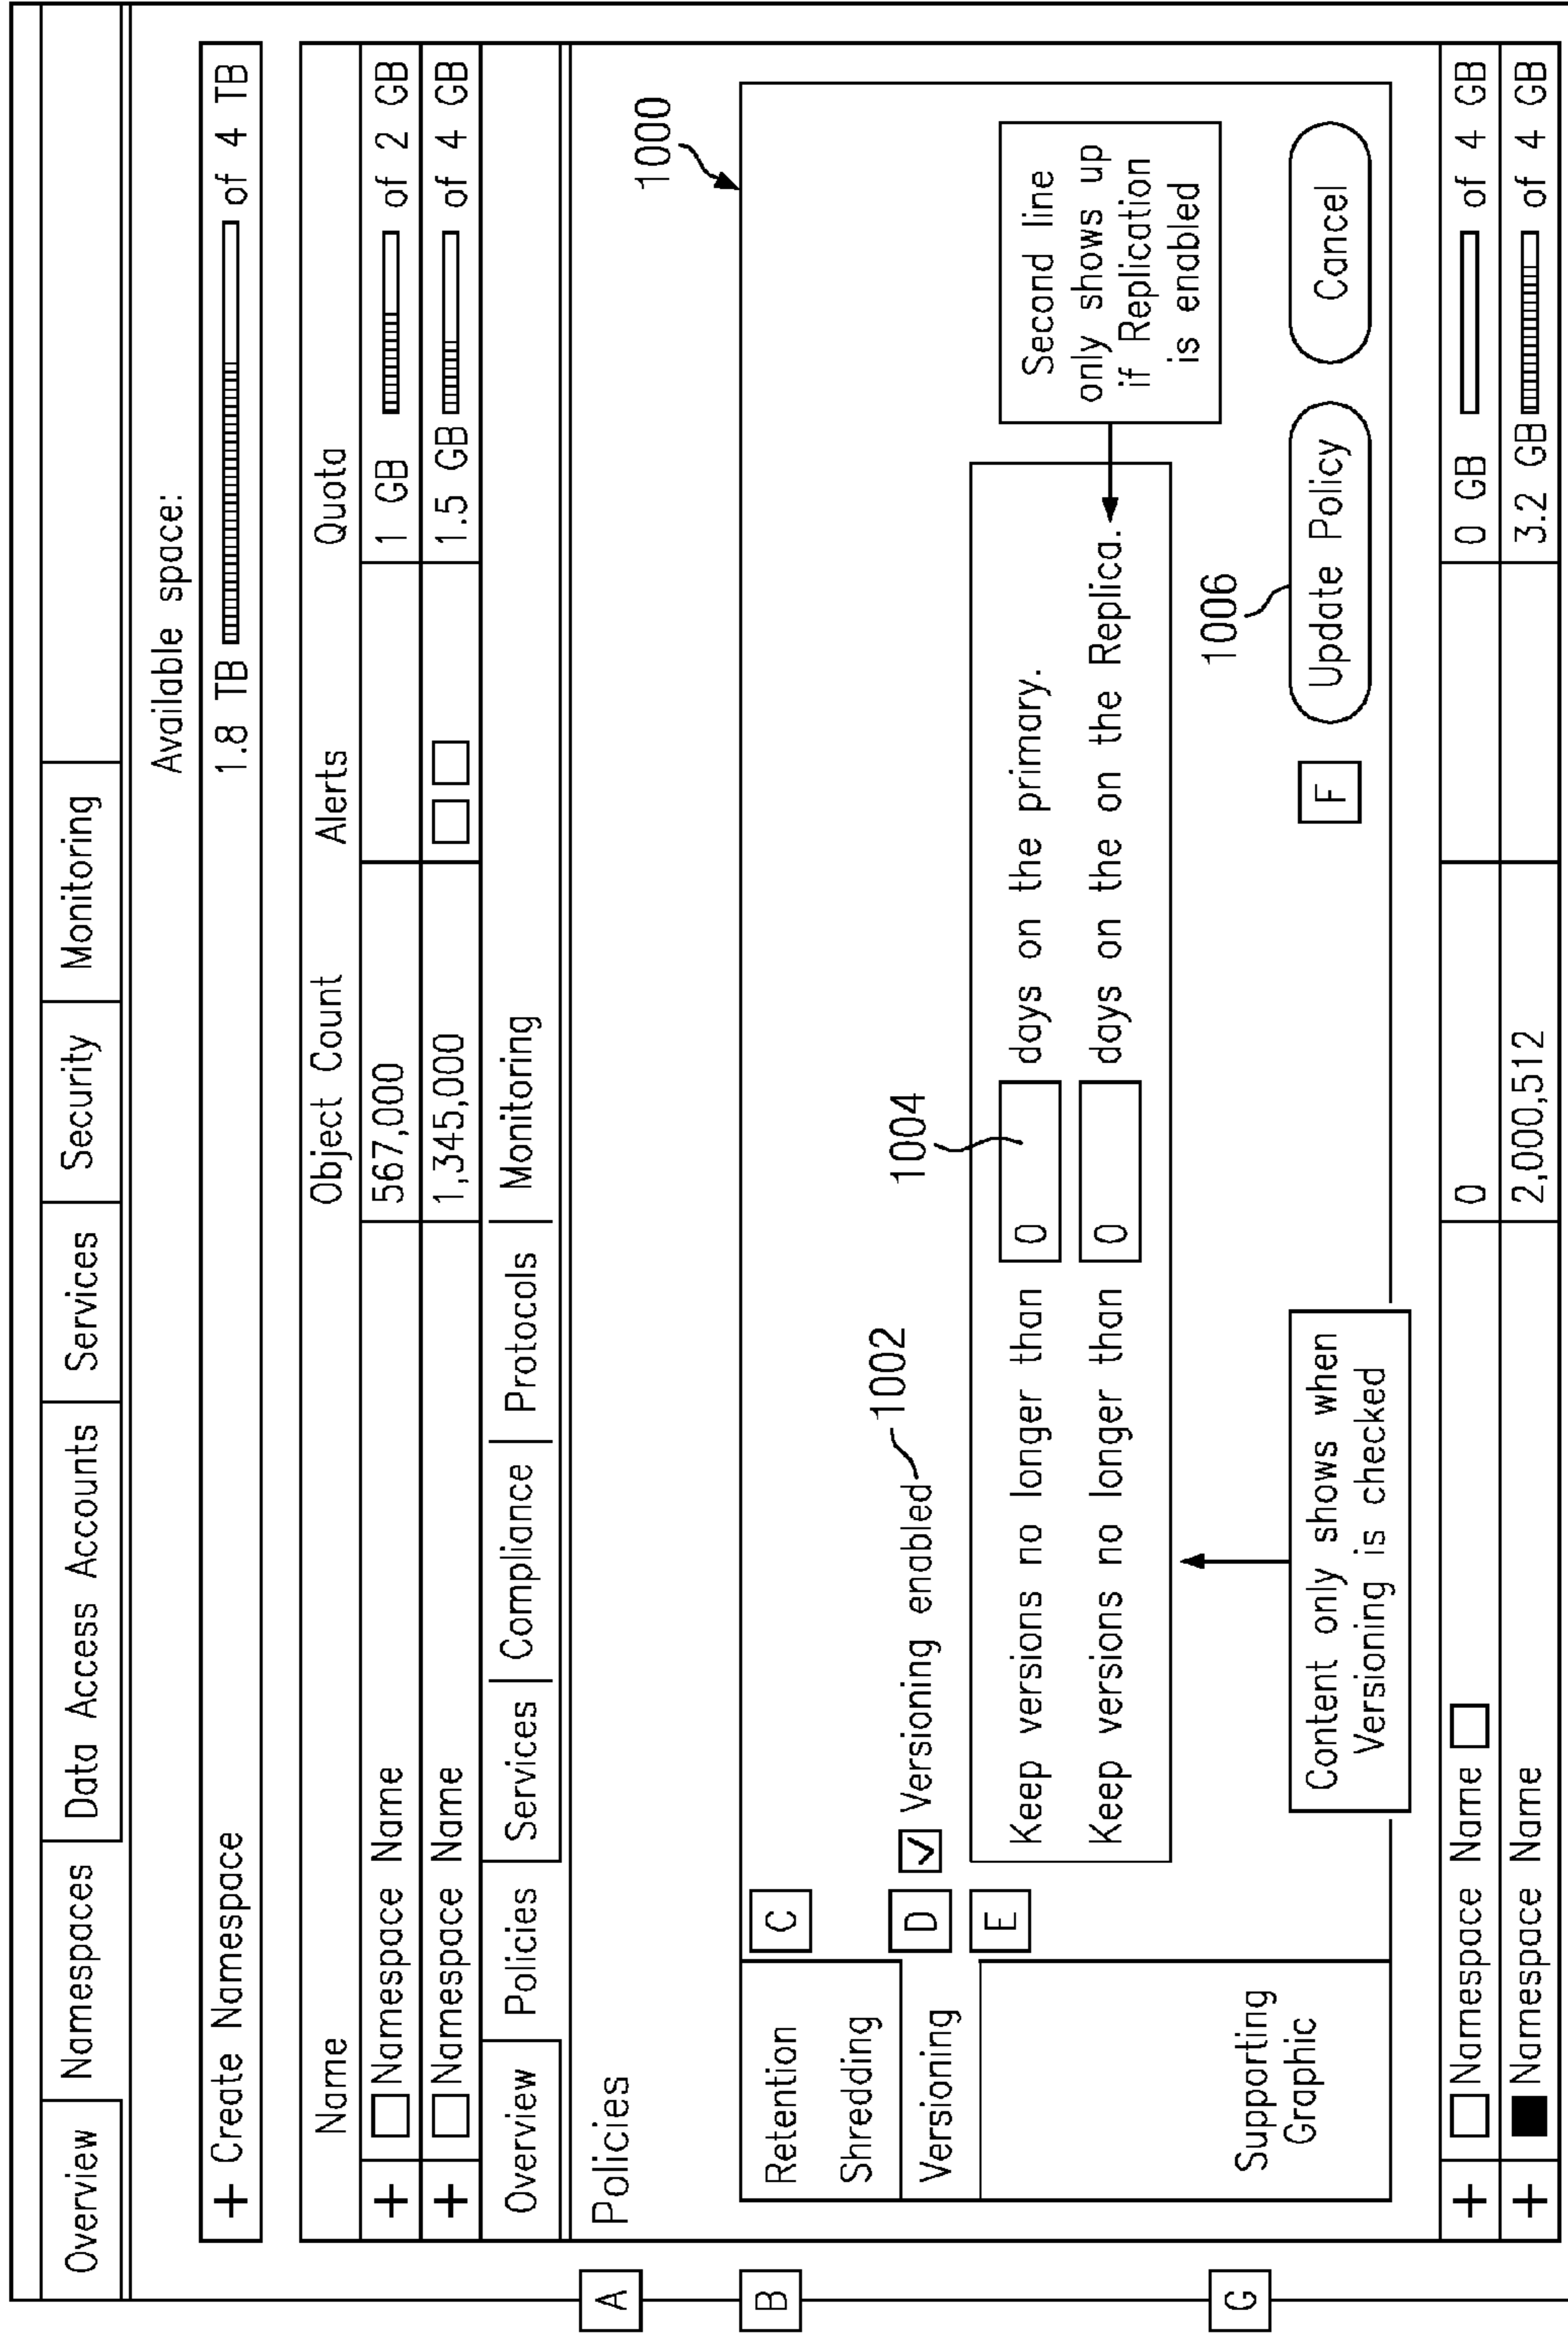 Overview Namespaces Data Access Accounts Services Security Monitoring
Available space:
+ Create Namespace 1.8 TB of 4 TB
Name Object Count Alerts Quota
+ Namespace Name 567,000 1 GB of 2 GB
+ Namespace Name 1,345,000 1.5 GB of 4 GB
Overview Policies Services Compliance Protocols Monitoring
A
Policies
1000
B
Retention
C
Shredding
Versioning
D
Versioning enabled
1002
E
1004
Keep versions no longer than 0 days on the primary.
Keep versions no longer than 0 days on the on the Replica.
Second line
only shows up
if Replication
is enabled
G
Supporting
Graphic
Content only shows when
Versioning is checked
F
1006
Update Policy
Cancel
+ Namespace Name 0 0 GB of 4 GB
+ Namespace Name 2,000,512 3.2 GB of 4 GB